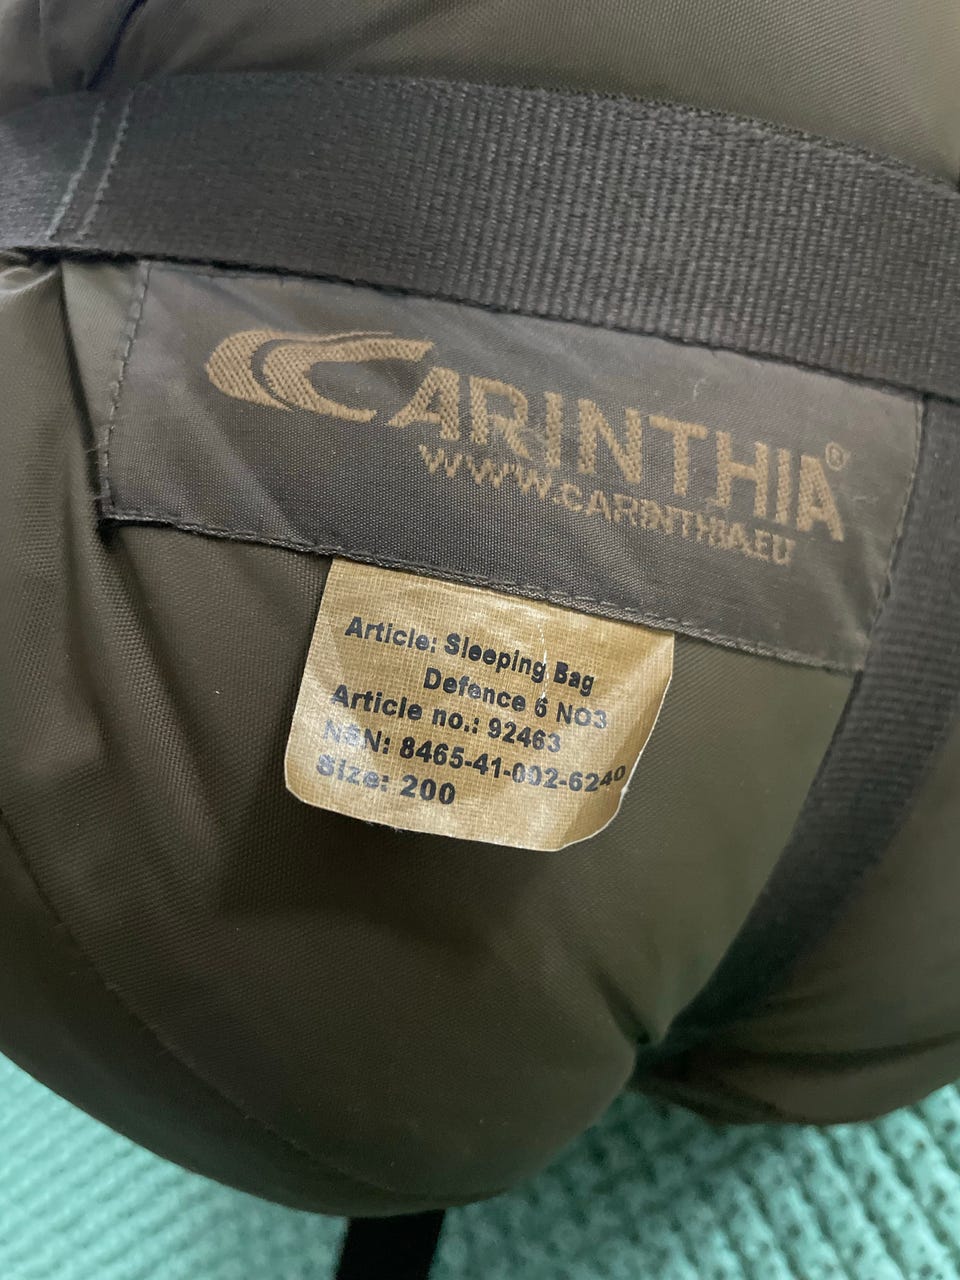 CARINTHIA®
WWW.CARINTHIA.EU
Article: Sleeping Bag
Defence 6 NO3
Article no.: 92463
NSN: 8465-41-002-6240
Size: 200